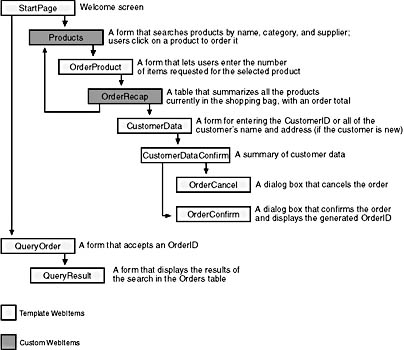 StartPage
Welcome screen
Products
A form that searches products by name, category, and supplier;
users click on a product to order it
OrderProduct
A form that lets users enter the number
of items requested for the selected product
OrderRecap
A table that summarizes all the products
currently in the shopping bag, with an order total
CustomerData
A form for entering the CustomerID or all of the
customer's name and address (if the customer is new)
CustomerDataConfirm
A summary of customer data
OrderCancel
A dialog box that cancels the order
OrderConfirm
A dialog box that confirms the order
and displays the generated OrderID
QueryOrder
A form that accepts an OrderID
QueryResult
A form that displays the results of
the search in the Orders table
Template WebItems
Custom WebItems